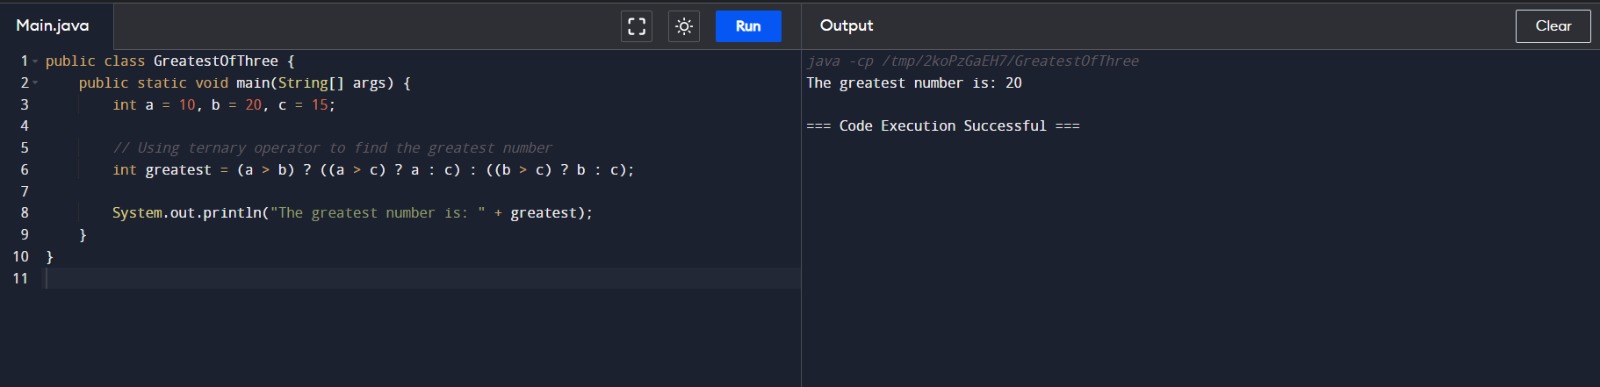 Main.java
Run
Output
Clear
1 public class GreatestOfThree {
2     public static void main(String[] args) {
3         int a = 10, b = 20, c = 15;
4
5         // Using ternary operator to find the greatest number
6         int greatest = (a > b) ? ((a > c) ? a : c) : ((b > c) ? b : c);
7
8         System.out.println("The greatest number is: " + greatest);
9     }
10 }
11
java -cp /tmp/2koPzGaEH7/GreatestOfThree
The greatest number is: 20
=== Code Execution Successful ===